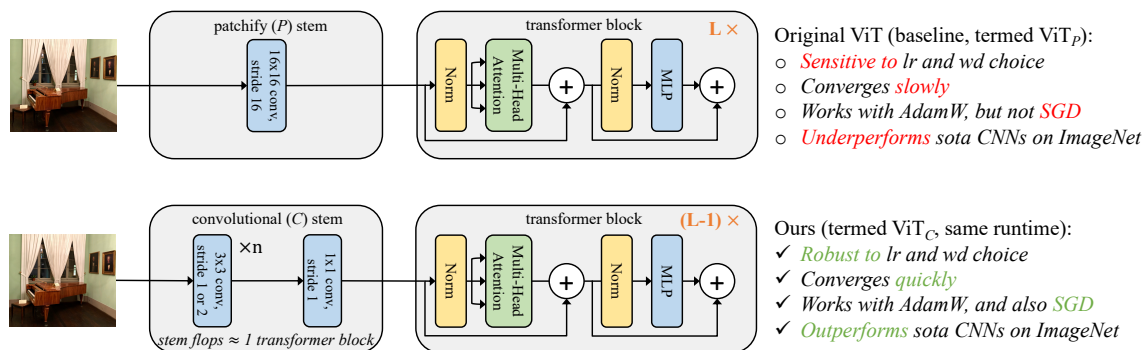 patchify (P) stem
16x16 conv,
stride 16
transformer block
L ×
Norm
Multi-Head
Attention
+
Norm
MLP
+
Original ViT (baseline, termed ViTP):
○ Sensitive to lr and wd choice
○ Converges slowly
○ Works with AdamW, but not SGD
○ Underperforms sota CNNs on ImageNet
convolutional (C) stem
3x3 conv,
stride 1 or 2
×n
1x1 conv,
stride 1
stem flops ≈ 1 transformer block
transformer block
(L-1) ×
Norm
Multi-Head
Attention
+
Norm
MLP
+
Ours (termed ViTC, same runtime):
✓ Robust to lr and wd choice
✓ Converges quickly
✓ Works with AdamW, and also SGD
✓ Outperforms sota CNNs on ImageNet